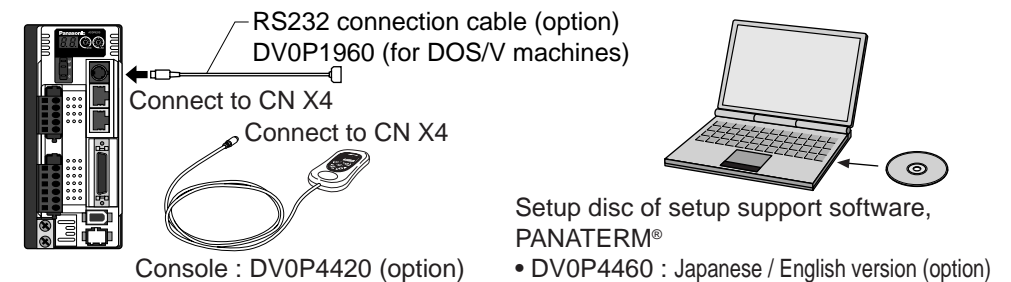 Panasonic
RS232 connection cable (option)
DV0P1960 (for DOS/V machines)
Connect to CN X4
Connect to CN X4
Console : DV0P4420 (option)
Setup disc of setup support software,
PANATERM®
• DV0P4460 : Japanese / English version (option)